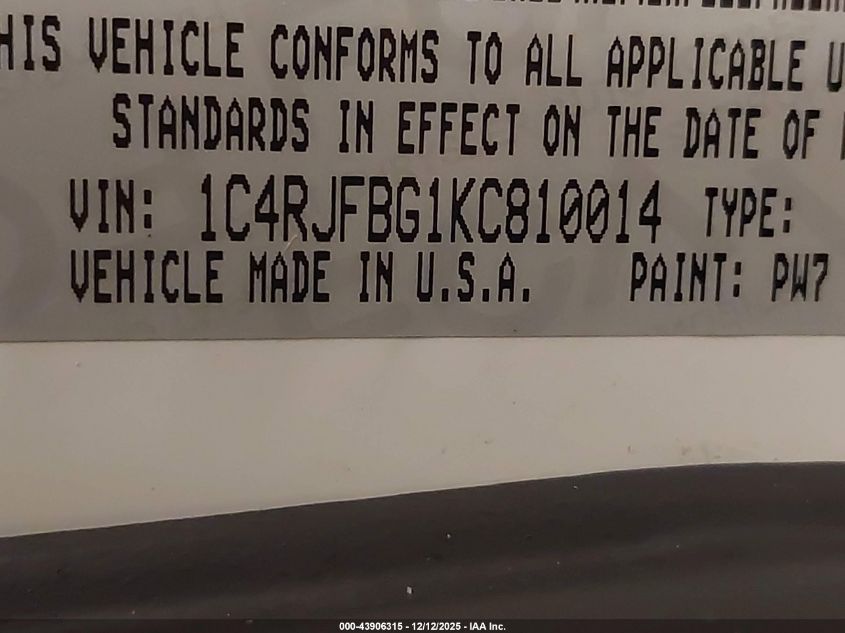 HIS VEHICLE CONFORMS TO ALL APPLICABLE U
STANDARDS IN EFFECT ON THE DATE OF
VIN: 1C4RJFBG1KC810014 TYPE:
VEHICLE MADE IN U.S.A. PAINT: PW7
000-43906315 - 12/12/2025 - IAA Inc.